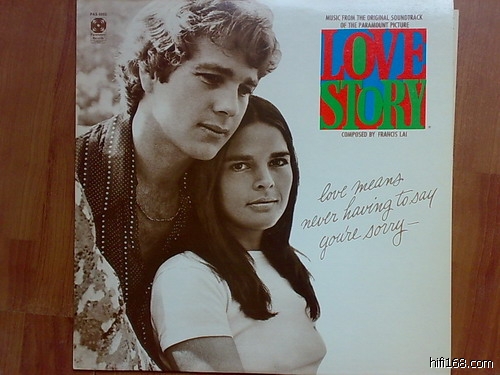 MUSIC FROM THE ORIGINAL SOUNDTRACK
OF THE PARAMOUNT PICTURE
LOVE
STORY
COMPOSED BY FRANCIS LAI
love means
never having to say
you're sorry—
hifi168.com